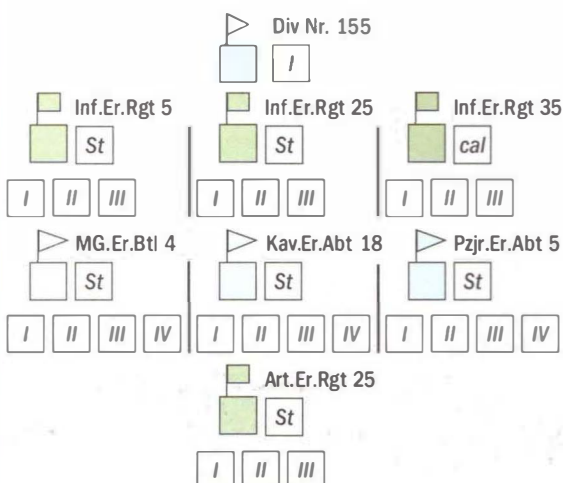 Div Nr. 155
I
Inf.Er.Rgt 5 Inf.Er.Rgt 25 Inf.Er.Rgt 35
St St cal
I II III I II III I II III
MG.Er.Btl 4 Kav.Er.Abt 18 Pzjr.Er.Abt 5
St St St
I II III IV I II III IV I II III IV
Art.Er.Rgt 25
St
I II III